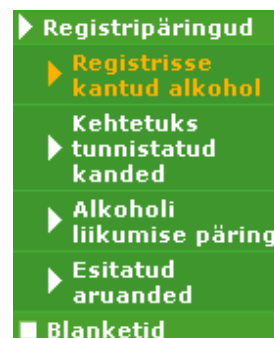 Registripäringud
Registrisse
kantud alkohol
Kehtetuks
tunnistatud
kanded
Alkoholi
liikumise päring
Esitatud
aruanded
Blanketid